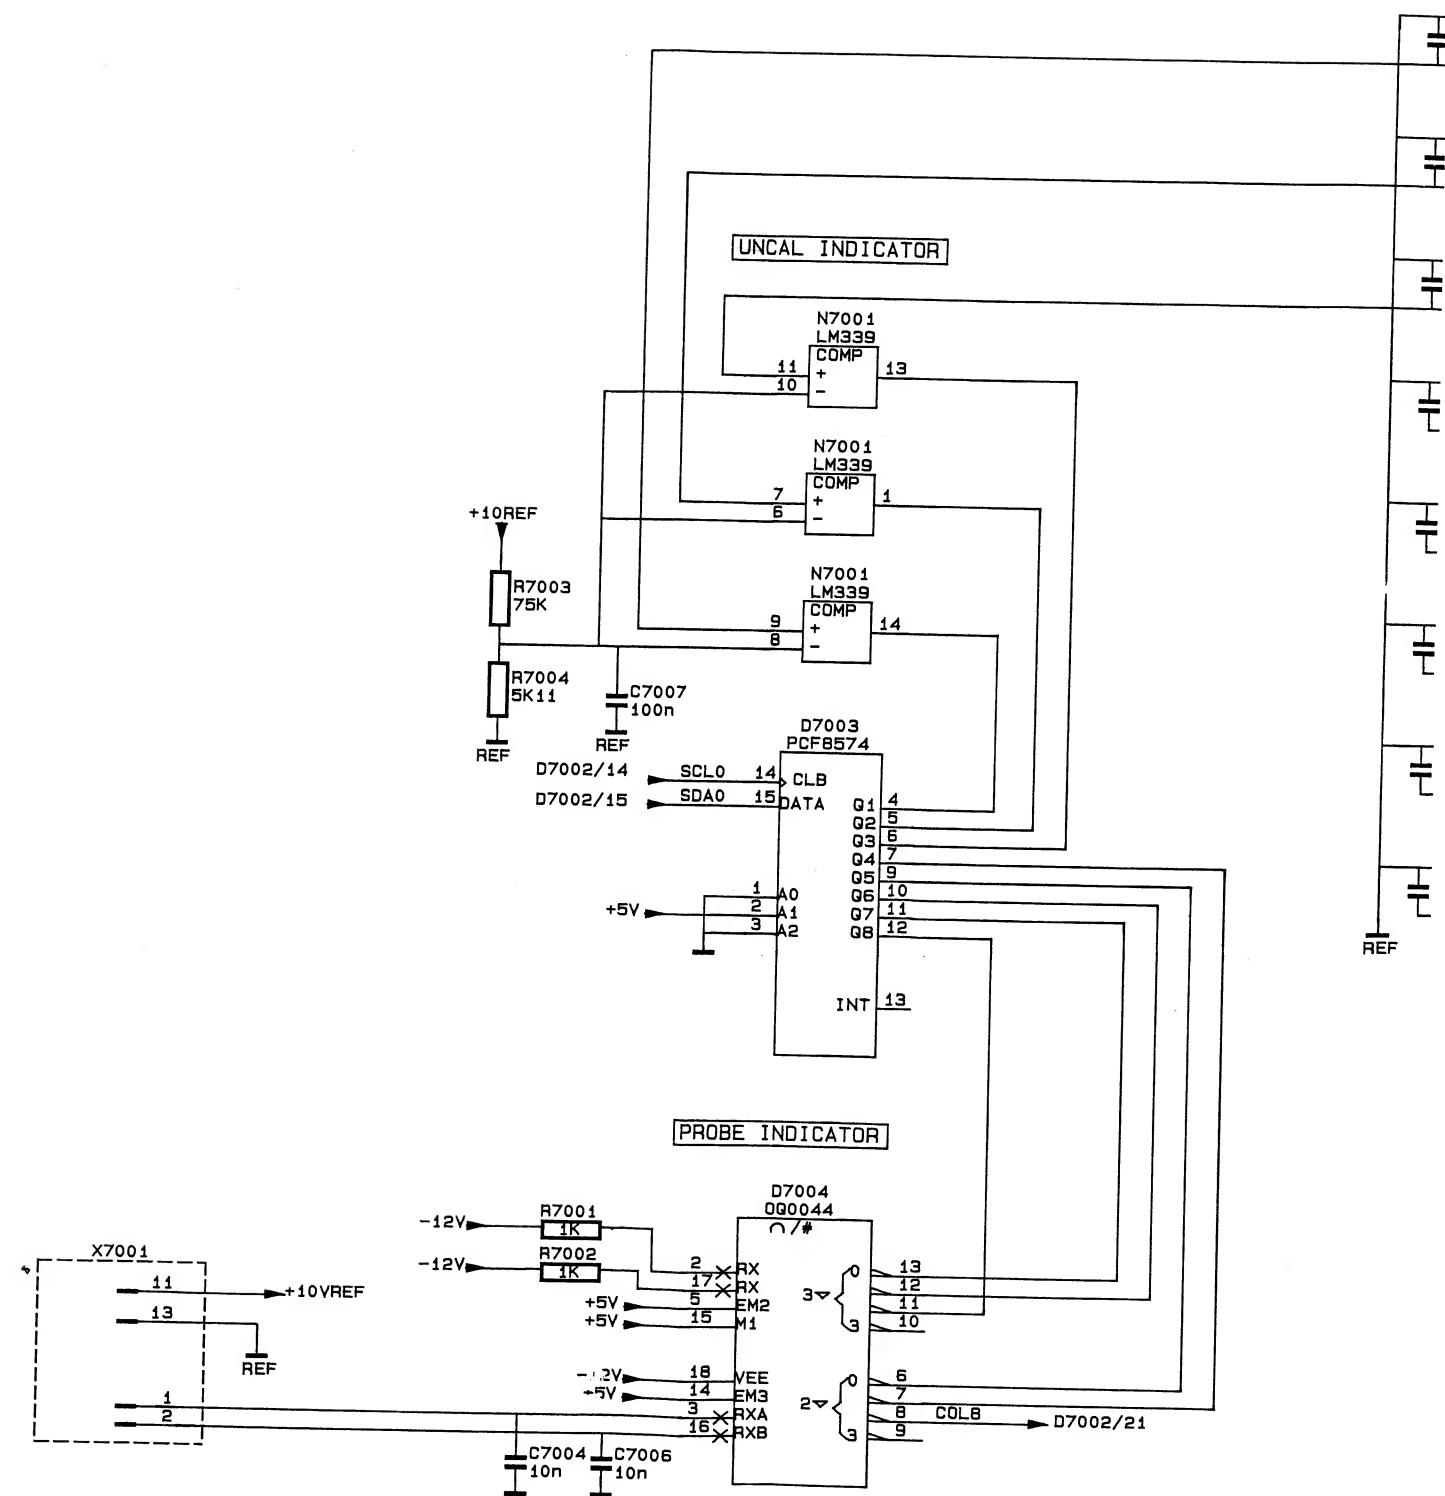 UNCAL INDICATOR
N7001
LM339
COMP
11
+
13
10
-
N7001
LM339
COMP
7
+
1
6
-
+10REF
R7003
75K
N7001
LM339
COMP
9
+
14
8
-
R7004
5K11
C7007
100n
REF
REF
D7003
PCF8574
D7002/14
SCL0
14
CLB
D7002/15
SDA0
15
DATA
Q1
4
Q2
5
Q3
6
Q4
7
Q5
9
Q6
10
Q7
11
Q8
12
1
A0
+5V
2
A1
3
A2
REF
INT
13
PROBE INDICATOR
D7004
OQ0044
∩/#
-12V
R7001
1K
-12V
R7002
1K
2
RX
17
RX
+5V
5
EM2
+5V
15
M1
0
13
12
3▽
11
3
10
X7001
11
+10VREF
13
REF
1
2
-12V
18
VEE
+5V
14
EM3
3
RXA
16
RXB
0
6
7
2▽
8
COL8
D7002/21
3
9
C7004
10n
C7006
10n